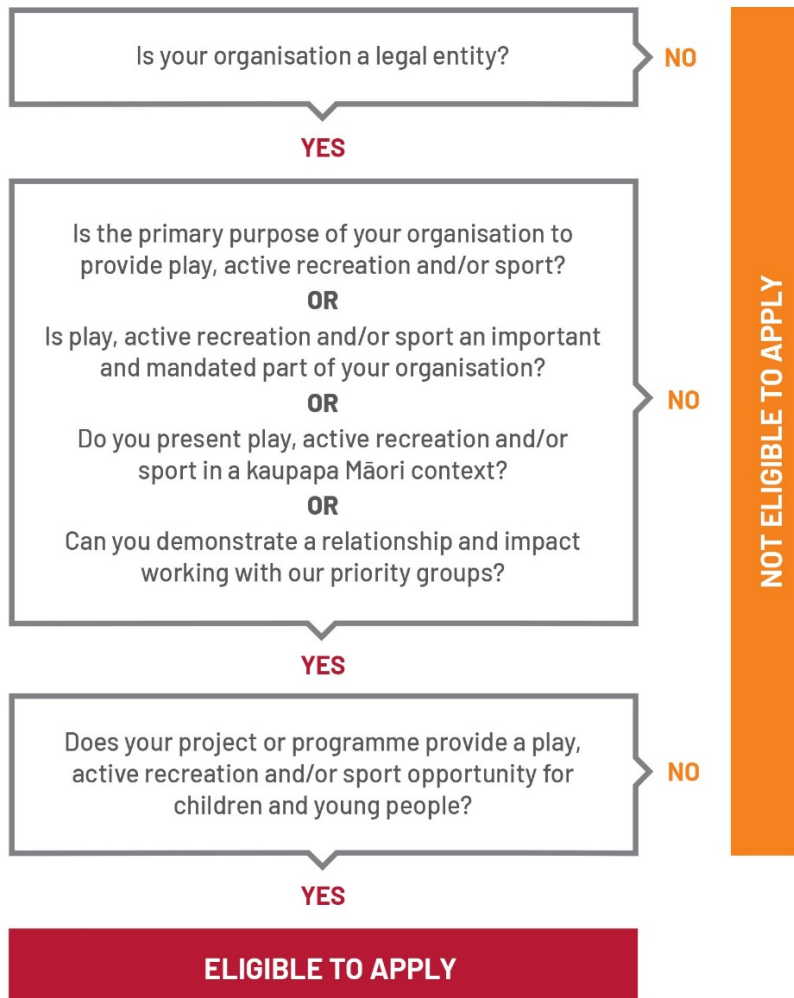 Is your organisation a legal entity?
NO
YES
Is the primary purpose of your organisation to
provide play, active recreation and/or sport?
OR
Is play, active recreation and/or sport an important
and mandated part of your organisation?
OR
Do you present play, active recreation and/or
sport in a kaupapa Māori context?
OR
Can you demonstrate a relationship and impact
working with our priority groups?
NO
YES
Does your project or programme provide a play,
active recreation and/or sport opportunity for
children and young people?
NO
YES
ELIGIBLE TO APPLY
NOT ELIGIBLE TO APPLY